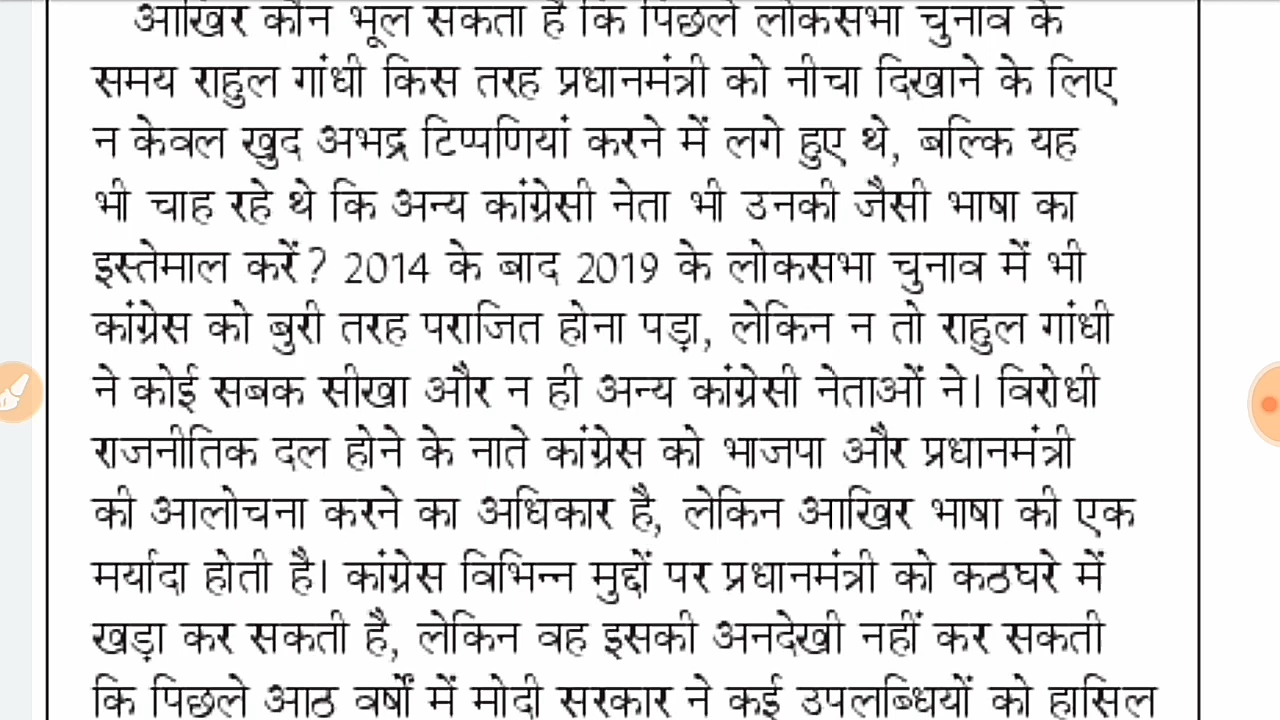 आखिर कौन भूल सकता है कि पिछले लोकसभा चुनाव के
समय राहुल गांधी किस तरह प्रधानमंत्री को नीचा दिखाने के लिए
न केवल खुद अभद्र टिप्पणियां करने में लगे हुए थे, बल्कि यह
भी चाह रहे थे कि अन्य कांग्रेसी नेता भी उनकी जैसी भाषा का
इस्तेमाल करें? 2014 के बाद 2019 के लोकसभा चुनाव में भी
कांग्रेस को बुरी तरह पराजित होना पड़ा, लेकिन न तो राहुल गांधी
ने कोई सबक सीखा और न ही अन्य कांग्रेसी नेताओं ने। विरोधी
राजनीतिक दल होने के नाते कांग्रेस को भाजपा और प्रधानमंत्री
की आलोचना करने का अधिकार है, लेकिन आखिर भाषा की एक
मर्यादा होती है। कांग्रेस विभिन्न मुद्दों पर प्रधानमंत्री को कठघरे में
खड़ा कर सकती है, लेकिन वह इसकी अनदेखी नहीं कर सकती
कि पिछले आठ वर्षों में मोदी सरकार ने कई उपलब्धियों को हासिल